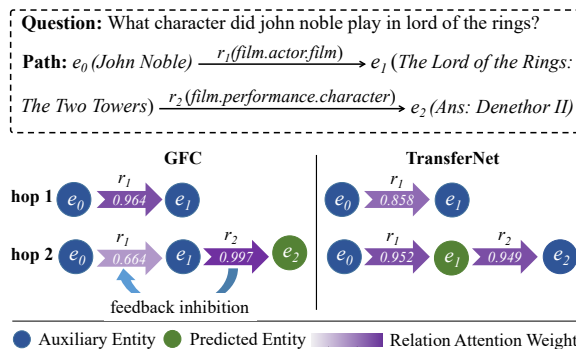 Question: What character did john noble play in lord of the rings?
Path: e0 (John Noble) r1(film.actor.film) e1 (The Lord of the Rings:
The Two Towers) r2 (film.performance.character) e2 (Ans: Denethor II)
GFC TransferNet
hop 1 e0 r1 0.964 e1 e0 r1 0.858 e1
hop 2 e0 r1 0.664 e1 r2 0.997 e2 e0 r1 0.952 e1 r2 0.949 e2
feedback inhibition
Auxiliary Entity Predicted Entity Relation Attention Weight